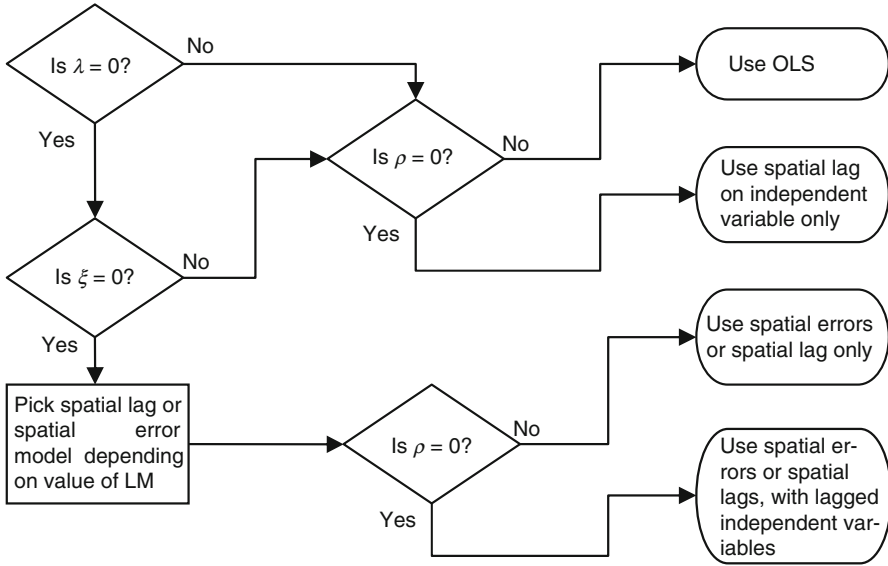 Is λ = 0?
No
Yes
Is ρ = 0?
No
Yes
Use OLS
Use spatial lag
on independent
variable only
Is ξ = 0?
No
Yes
Use spatial errors
or spatial lag only
Pick spatial lag or
spatial error
model depending
on value of LM
Is ρ = 0?
No
Yes
Use spatial er-
rors or spatial
lags, with lagged
independent var-
iables